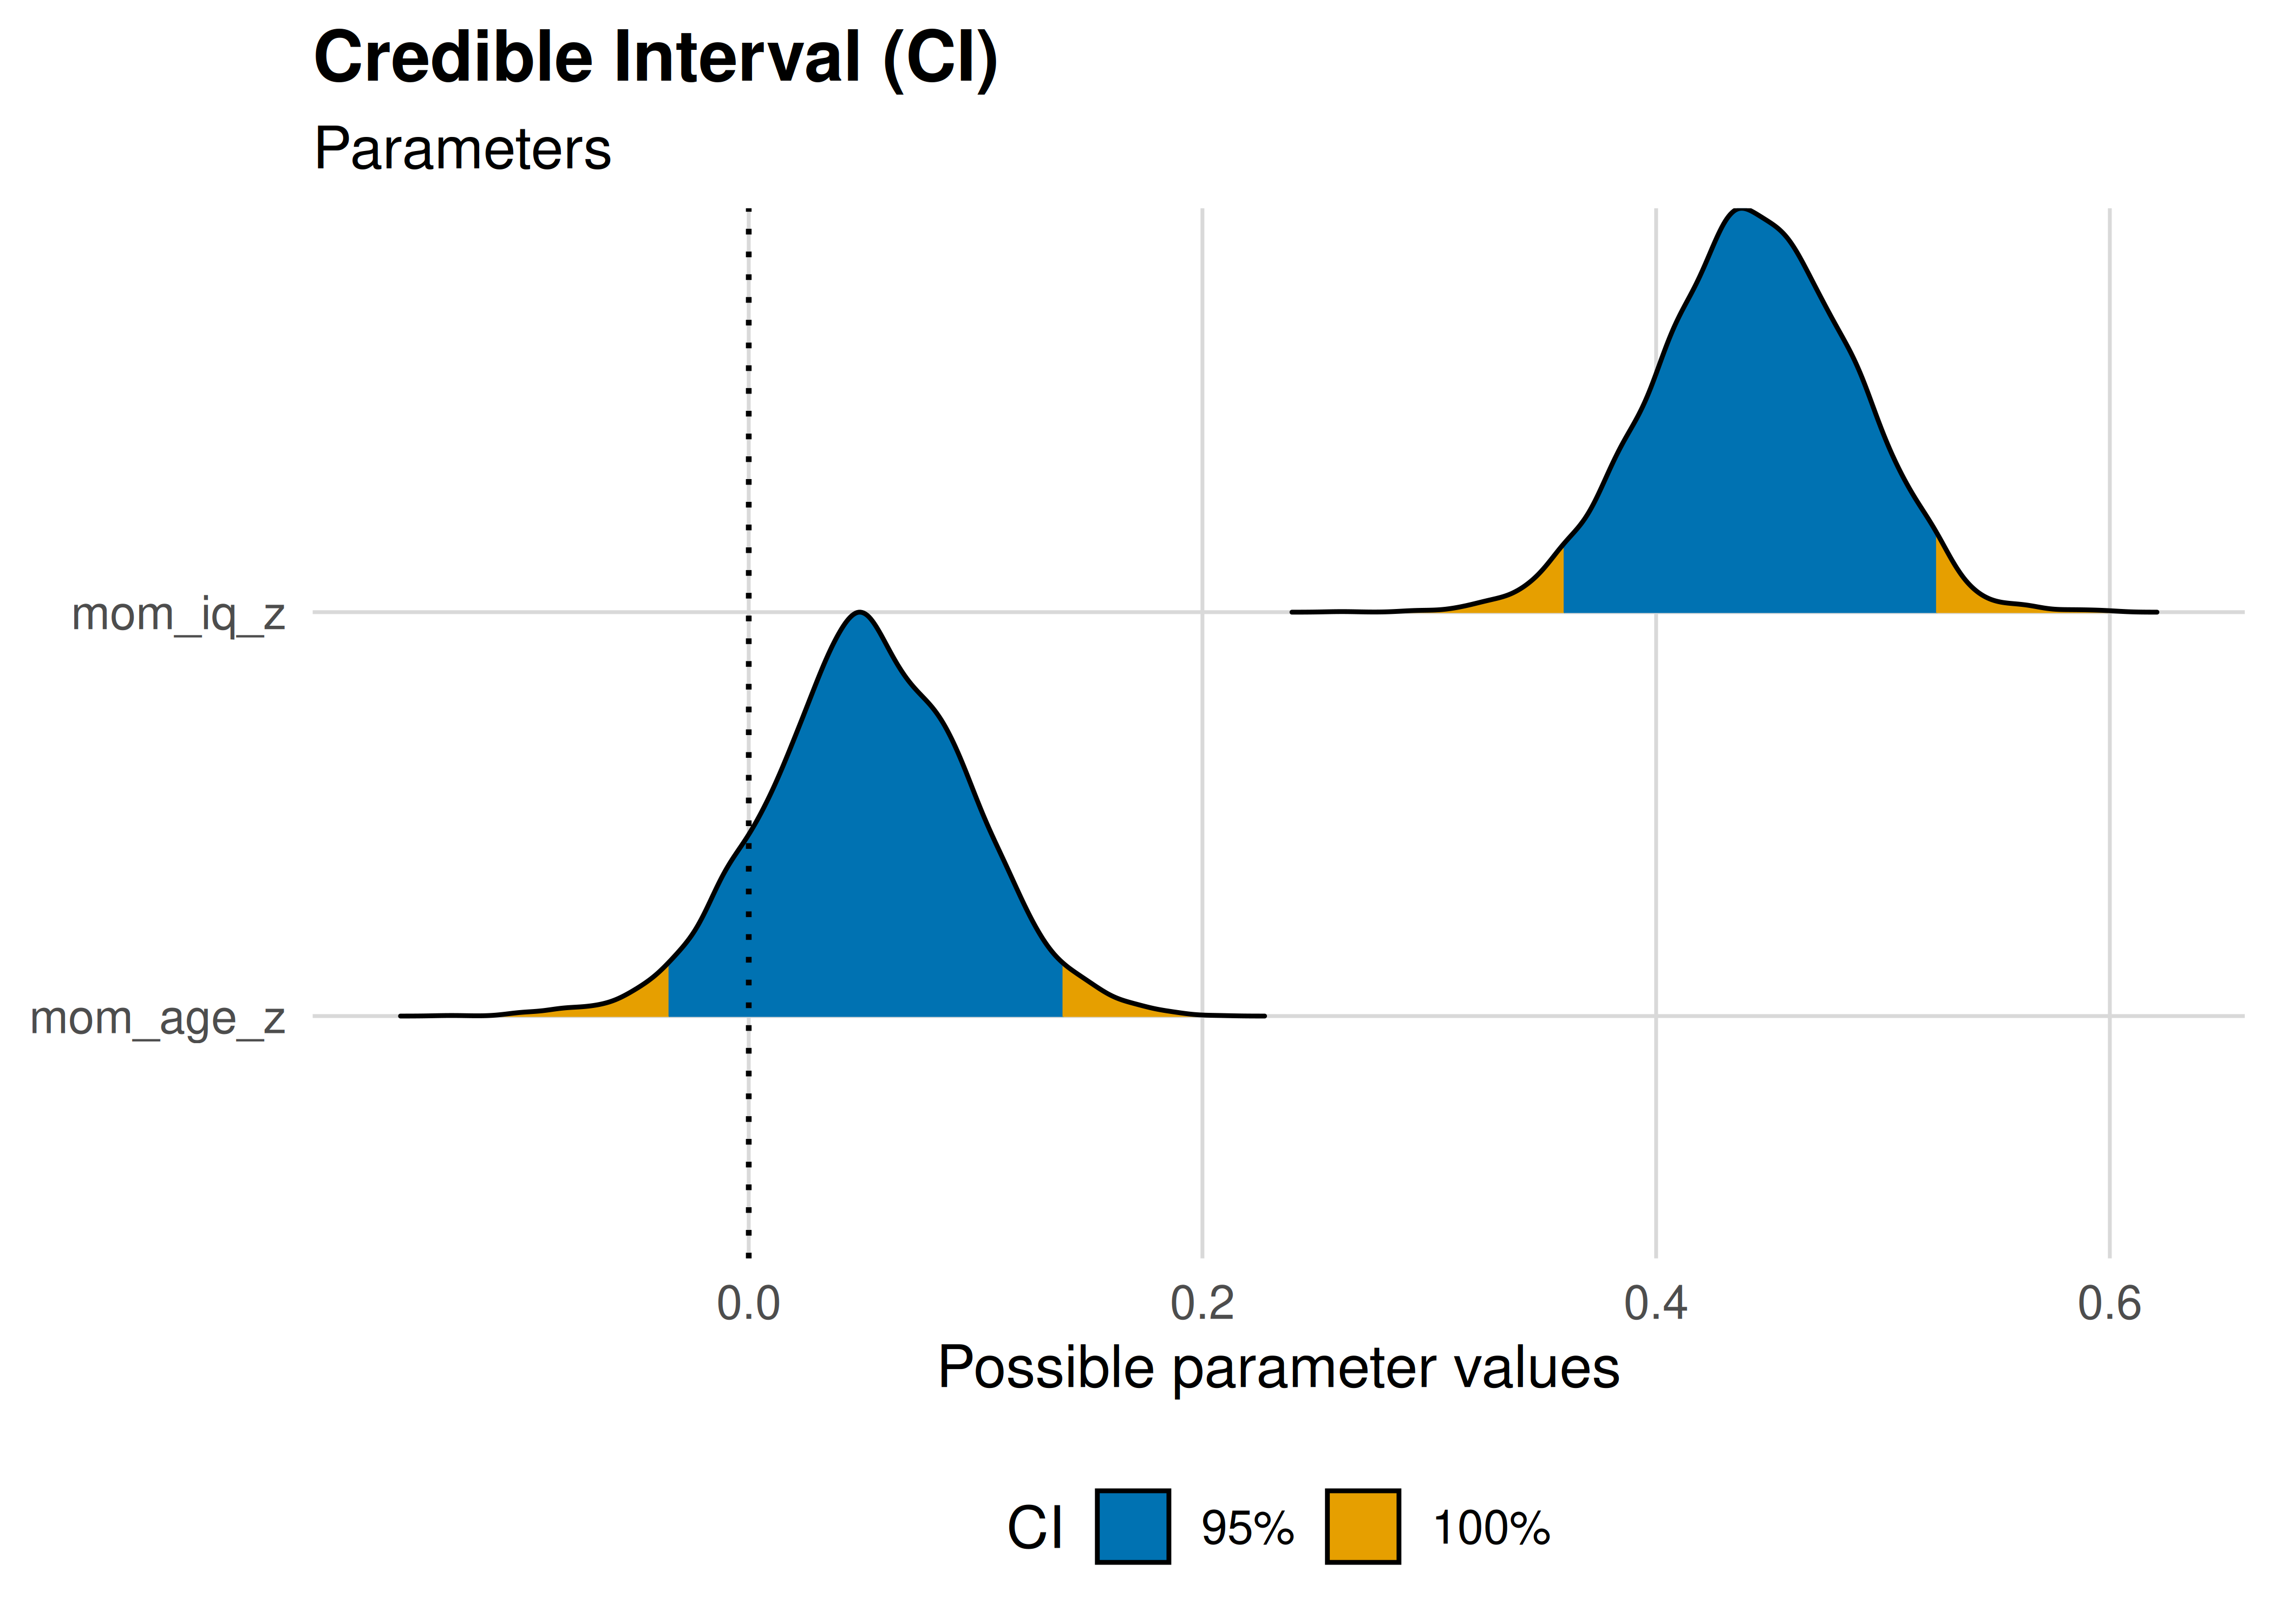 Credible Interval (CI)
Parameters
mom_iq_z
mom_age_z
0.0 0.2 0.4 0.6
Possible parameter values
CI 95% 100%